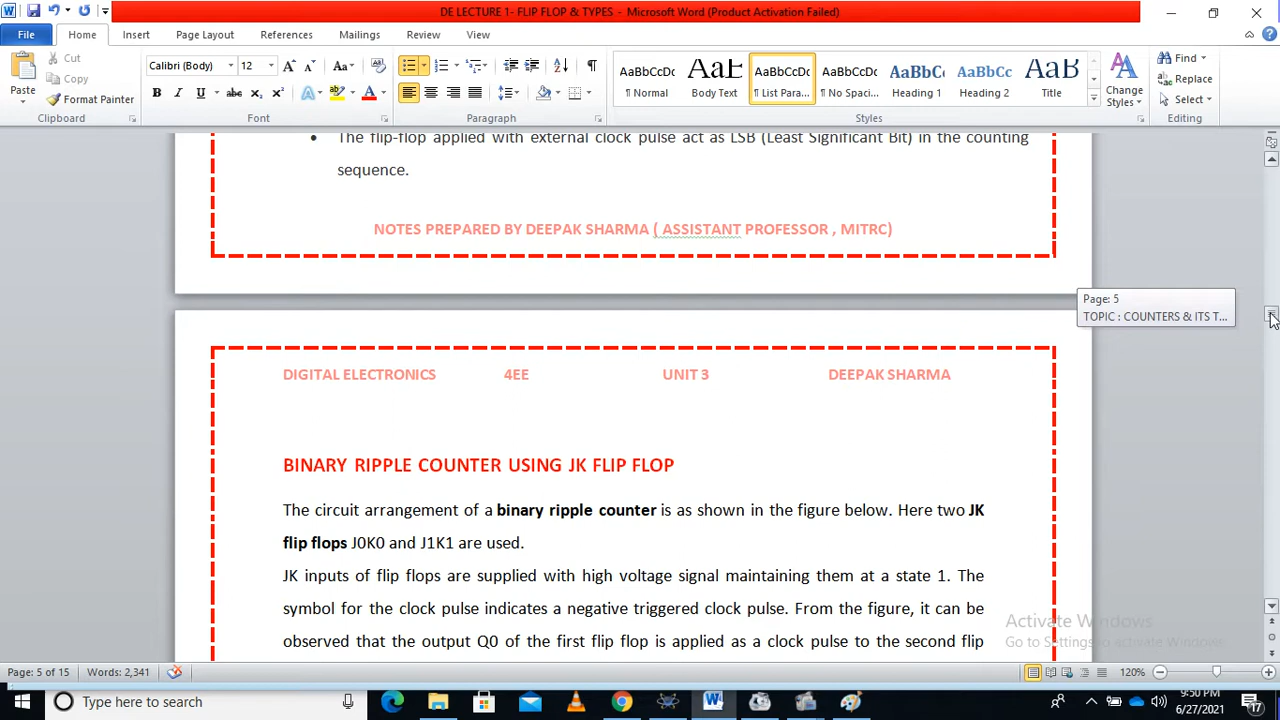 DE LECTURE 1- FLIP FLOP & TYPES - Microsoft Word (Product Activation Failed)
File Home Insert Page Layout References Mailings Review View
Cut
Copy
Format Painter
Paste
Clipboard
Calibri (Body) 12
Font
Paragraph
AaBbCcDc AaBb AaBbCcDc AaBbCcDc AaBbCc AaBbCcDc AaB
¶ Normal Body Text ¶ List Para... ¶ No Spaci... Heading 1 Heading 2 Title
Styles
Change Styles
Find
Replace
Select
Editing
• The flip-flop applied with external clock pulse act as LSB (Least Significant Bit) in the counting
sequence.
NOTES PREPARED BY DEEPAK SHARMA ( ASSISTANT PROFESSOR , MITRC)
Page: 5
TOPIC : COUNTERS & ITS T...
DIGITAL ELECTRONICS 4EE UNIT 3 DEEPAK SHARMA
BINARY RIPPLE COUNTER USING JK FLIP FLOP
The circuit arrangement of a binary ripple counter is as shown in the figure below. Here two JK
flip flops J0K0 and J1K1 are used.
JK inputs of flip flops are supplied with high voltage signal maintaining them at a state 1. The
symbol for the clock pulse indicates a negative triggered clock pulse. From the figure, it can be
observed that the output Q0 of the first flip flop is applied as a clock pulse to the second flip
Activate Windows
Go to Settings to activate Windows.
Page: 5 of 15 Words: 2,341 120%
Type here to search
9:50 PM
6/27/2021
17